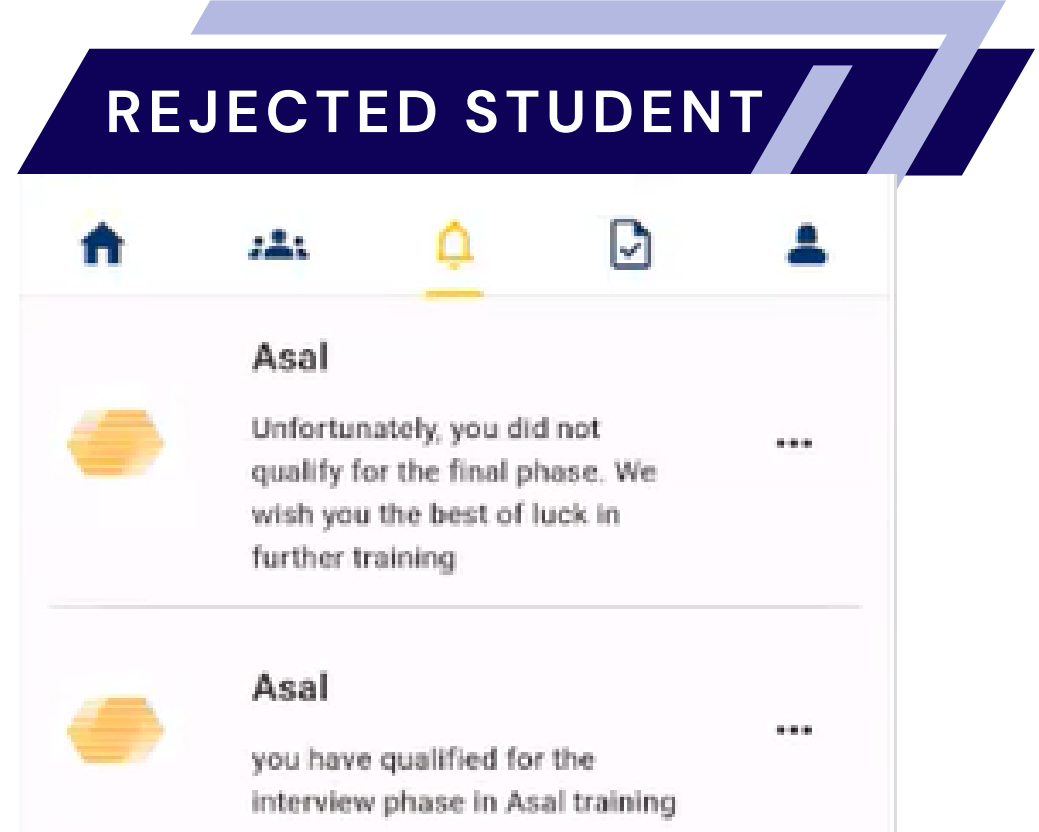 REJECTED STUDENT
Asal
Unfortunately, you did not
qualify for the final phase. We
wish you the best of luck in
further training
Asal
you have qualified for the
interview phase in Asal training